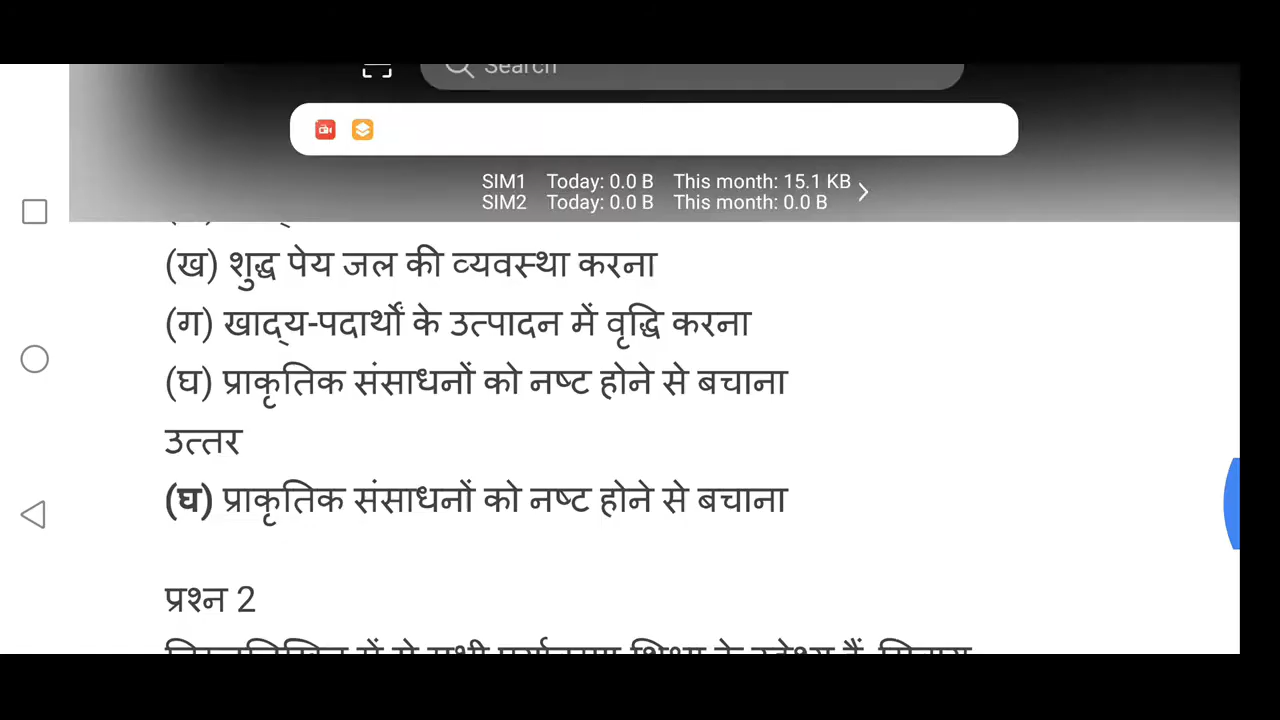 Search
SIM1 Today: 0.0 B This month: 15.1 KB
SIM2 Today: 0.0 B This month: 0.0 B
(ख) शुद्ध पेय जल की व्यवस्था करना
(ग) खाद्य-पदार्थों के उत्पादन में वृद्धि करना
(घ) प्राकृतिक संसाधनों को नष्ट होने से बचाना
उत्तर
(घ) प्राकृतिक संसाधनों को नष्ट होने से बचाना
प्रश्न 2